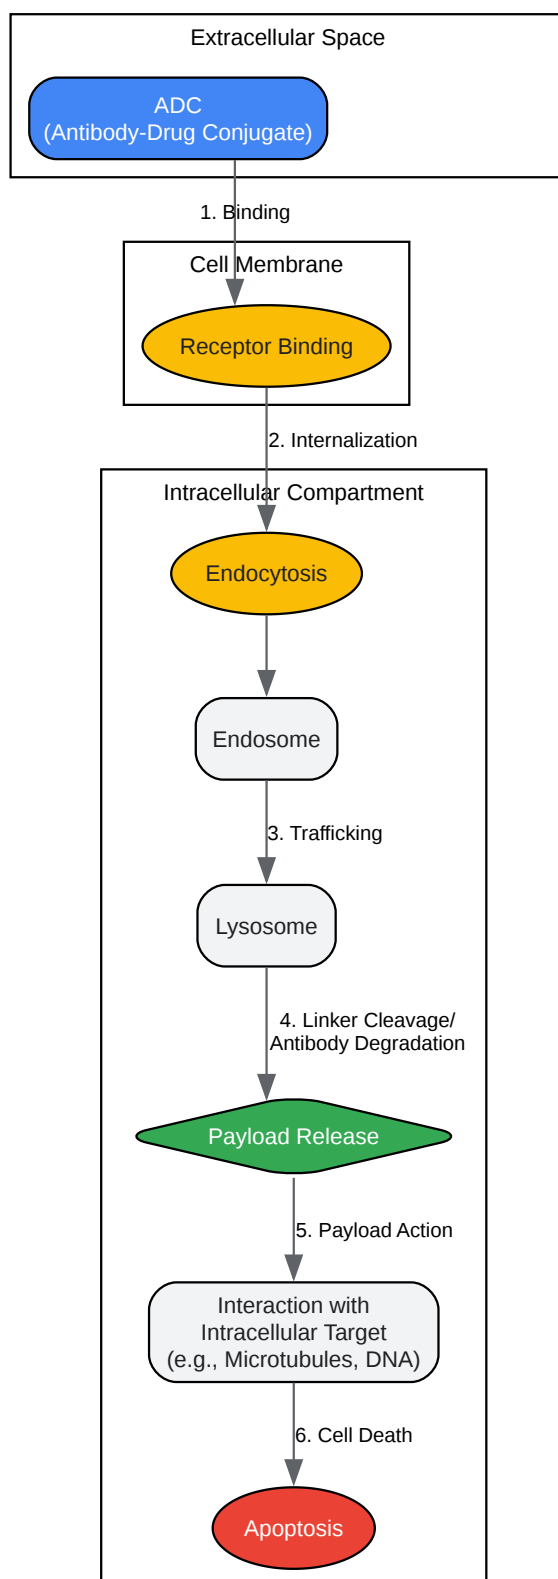 Extracellular Space
ADC
(Antibody-Drug Conjugate)
1. Binding
Cell Membrane
Receptor Binding
2. Internalization
Intracellular Compartment
Endocytosis
Endosome
3. Trafficking
Lysosome
4. Linker Cleavage/
Antibody Degradation
Payload Release
5. Payload Action
Interaction with
Intracellular Target
(e.g., Microtubules, DNA)
6. Cell Death
Apoptosis